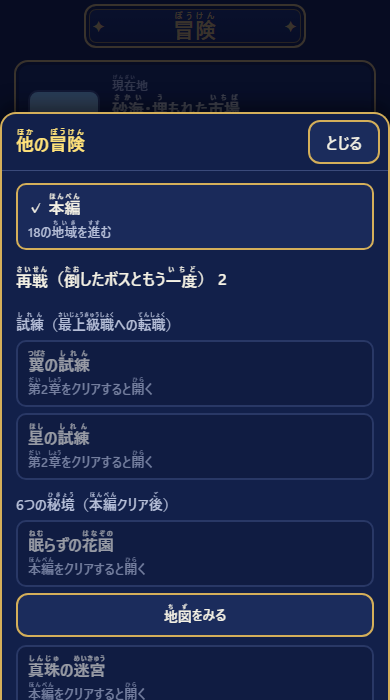 冒険
現在地
砂海・埋もれた市場
他の冒険
とじる
✓ 本編
18の地域を進む
再戦（倒したボスともう一度） 2
試練（最上級職への転職）
翼の試練
第2章をクリアすると開く
星の試練
第2章をクリアすると開く
6つの秘境（本編クリア後）
眠らずの花園
本編をクリアすると開く
地図をみる
真珠の迷宮
本編をクリアすると開く